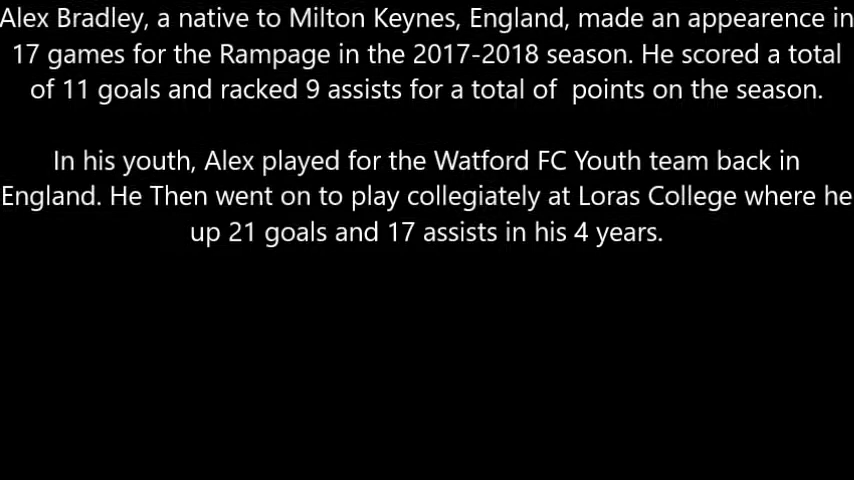 Alex Bradley, a native to Milton Keynes, England, made an appearence in
17 games for the Rampage in the 2017-2018 season. He scored a total
of 11 goals and racked 9 assists for a total of  points on the season.
In his youth, Alex played for the Watford FC Youth team back in
England. He Then went on to play collegiately at Loras College where he
up 21 goals and 17 assists in his 4 years.